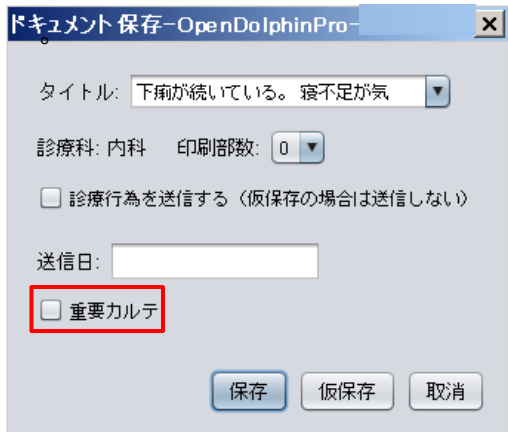 ドキュメント 保存-OpenDolphinPro-
タイトル: 下痢が続いている。寝不足が気
診療科: 内科 印刷部数: 0
診療行為を送信する（仮保存の場合は送信しない）
送信日:
重要カルテ
保存 仮保存 取消